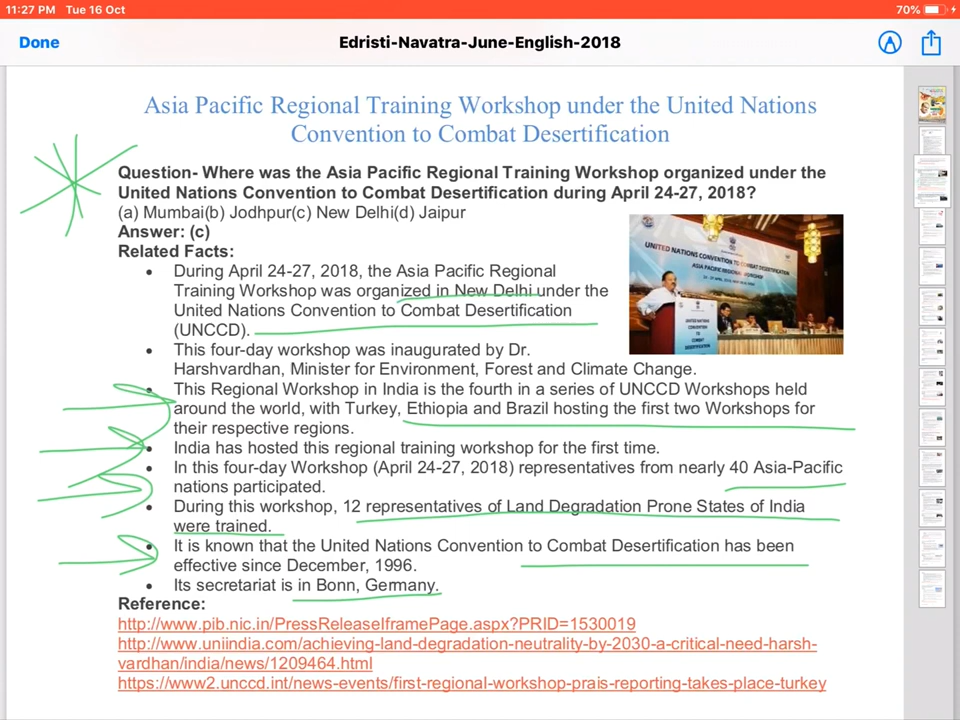 11:27 PM Tue 16 Oct
70%
Done
Edristi-Navatra-June-English-2018
Asia Pacific Regional Training Workshop under the United Nations
Convention to Combat Desertification
Question- Where was the Asia Pacific Regional Training Workshop organized under the
United Nations Convention to Combat Desertification during April 24-27, 2018?
(a) Mumbai(b) Jodhpur(c) New Delhi(d) Jaipur
Answer: (c)
Related Facts:
• During April 24-27, 2018, the Asia Pacific Regional
Training Workshop was organized in New Delhi under the
United Nations Convention to Combat Desertification
(UNCCD).
• This four-day workshop was inaugurated by Dr.
Harshvardhan, Minister for Environment, Forest and Climate Change.
• This Regional Workshop in India is the fourth in a series of UNCCD Workshops held
around the world, with Turkey, Ethiopia and Brazil hosting the first two Workshops for
their respective regions.
• India has hosted this regional training workshop for the first time.
• In this four-day Workshop (April 24-27, 2018) representatives from nearly 40 Asia-Pacific
nations participated.
• During this workshop, 12 representatives of Land Degradation Prone States of India
were trained.
• It is known that the United Nations Convention to Combat Desertification has been
effective since December, 1996.
• Its secretariat is in Bonn, Germany.
Reference:
http://www.pib.nic.in/PressReleaseIframePage.aspx?PRID=1530019
http://www.uniindia.com/achieving-land-degradation-neutrality-by-2030-a-critical-need-harsh-
vardhan/india/news/1209464.html
https://www2.unccd.int/news-events/first-regional-workshop-prais-reporting-takes-place-turkey
UNITED NATIONS CONVENTION TO COMBAT DESERTIFICATION
ASIA PACIFIC REGIONAL WORKSHOP
UNITED NATIONS
CONVENTION
TO COMBAT
DESERTIFICATION